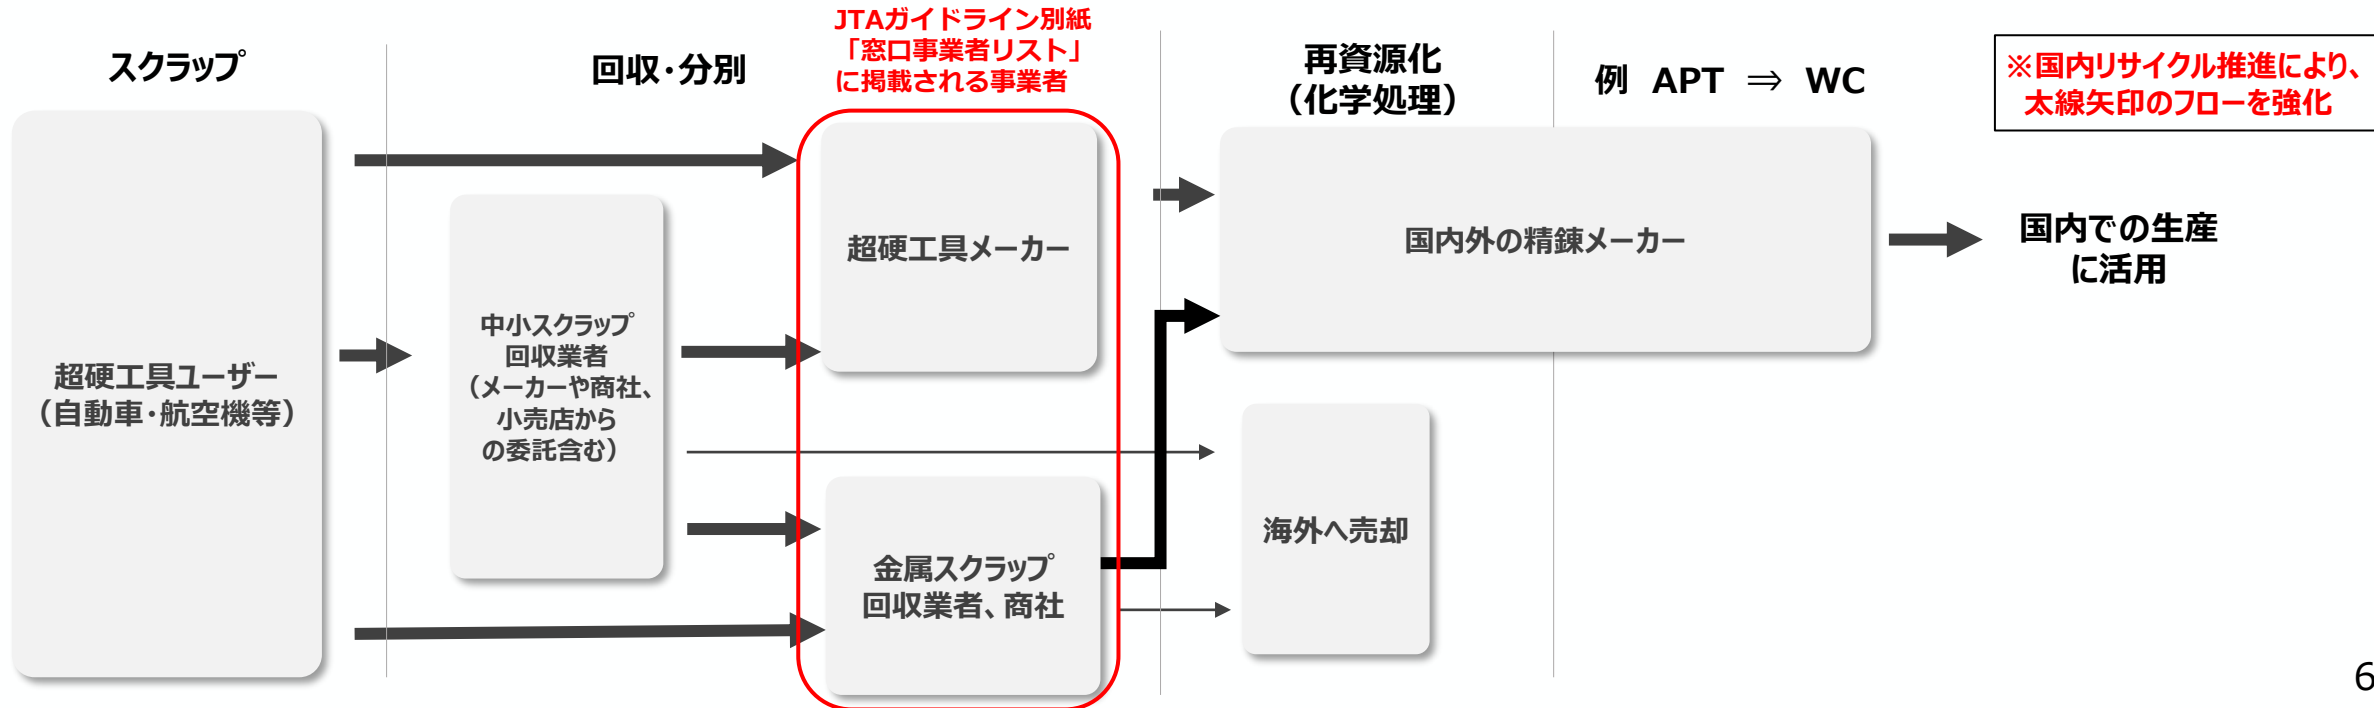 スクラップ
回収・分別
JTAガイドライン別紙
「窓口事業者リスト」
に掲載される事業者
再資源化
（化学処理）
例 APT ⇒ WC
※国内リサイクル推進により、
太線矢印のフローを強化
超硬工具ユーザー
（自動車・航空機等）
中小スクラップ
回収業者
（メーカーや商社、
小売店から
の委託含む）
超硬工具メーカー
金属スクラップ
回収業者、商社
国内外の精錬メーカー
海外へ売却
国内での生産
に活用
6